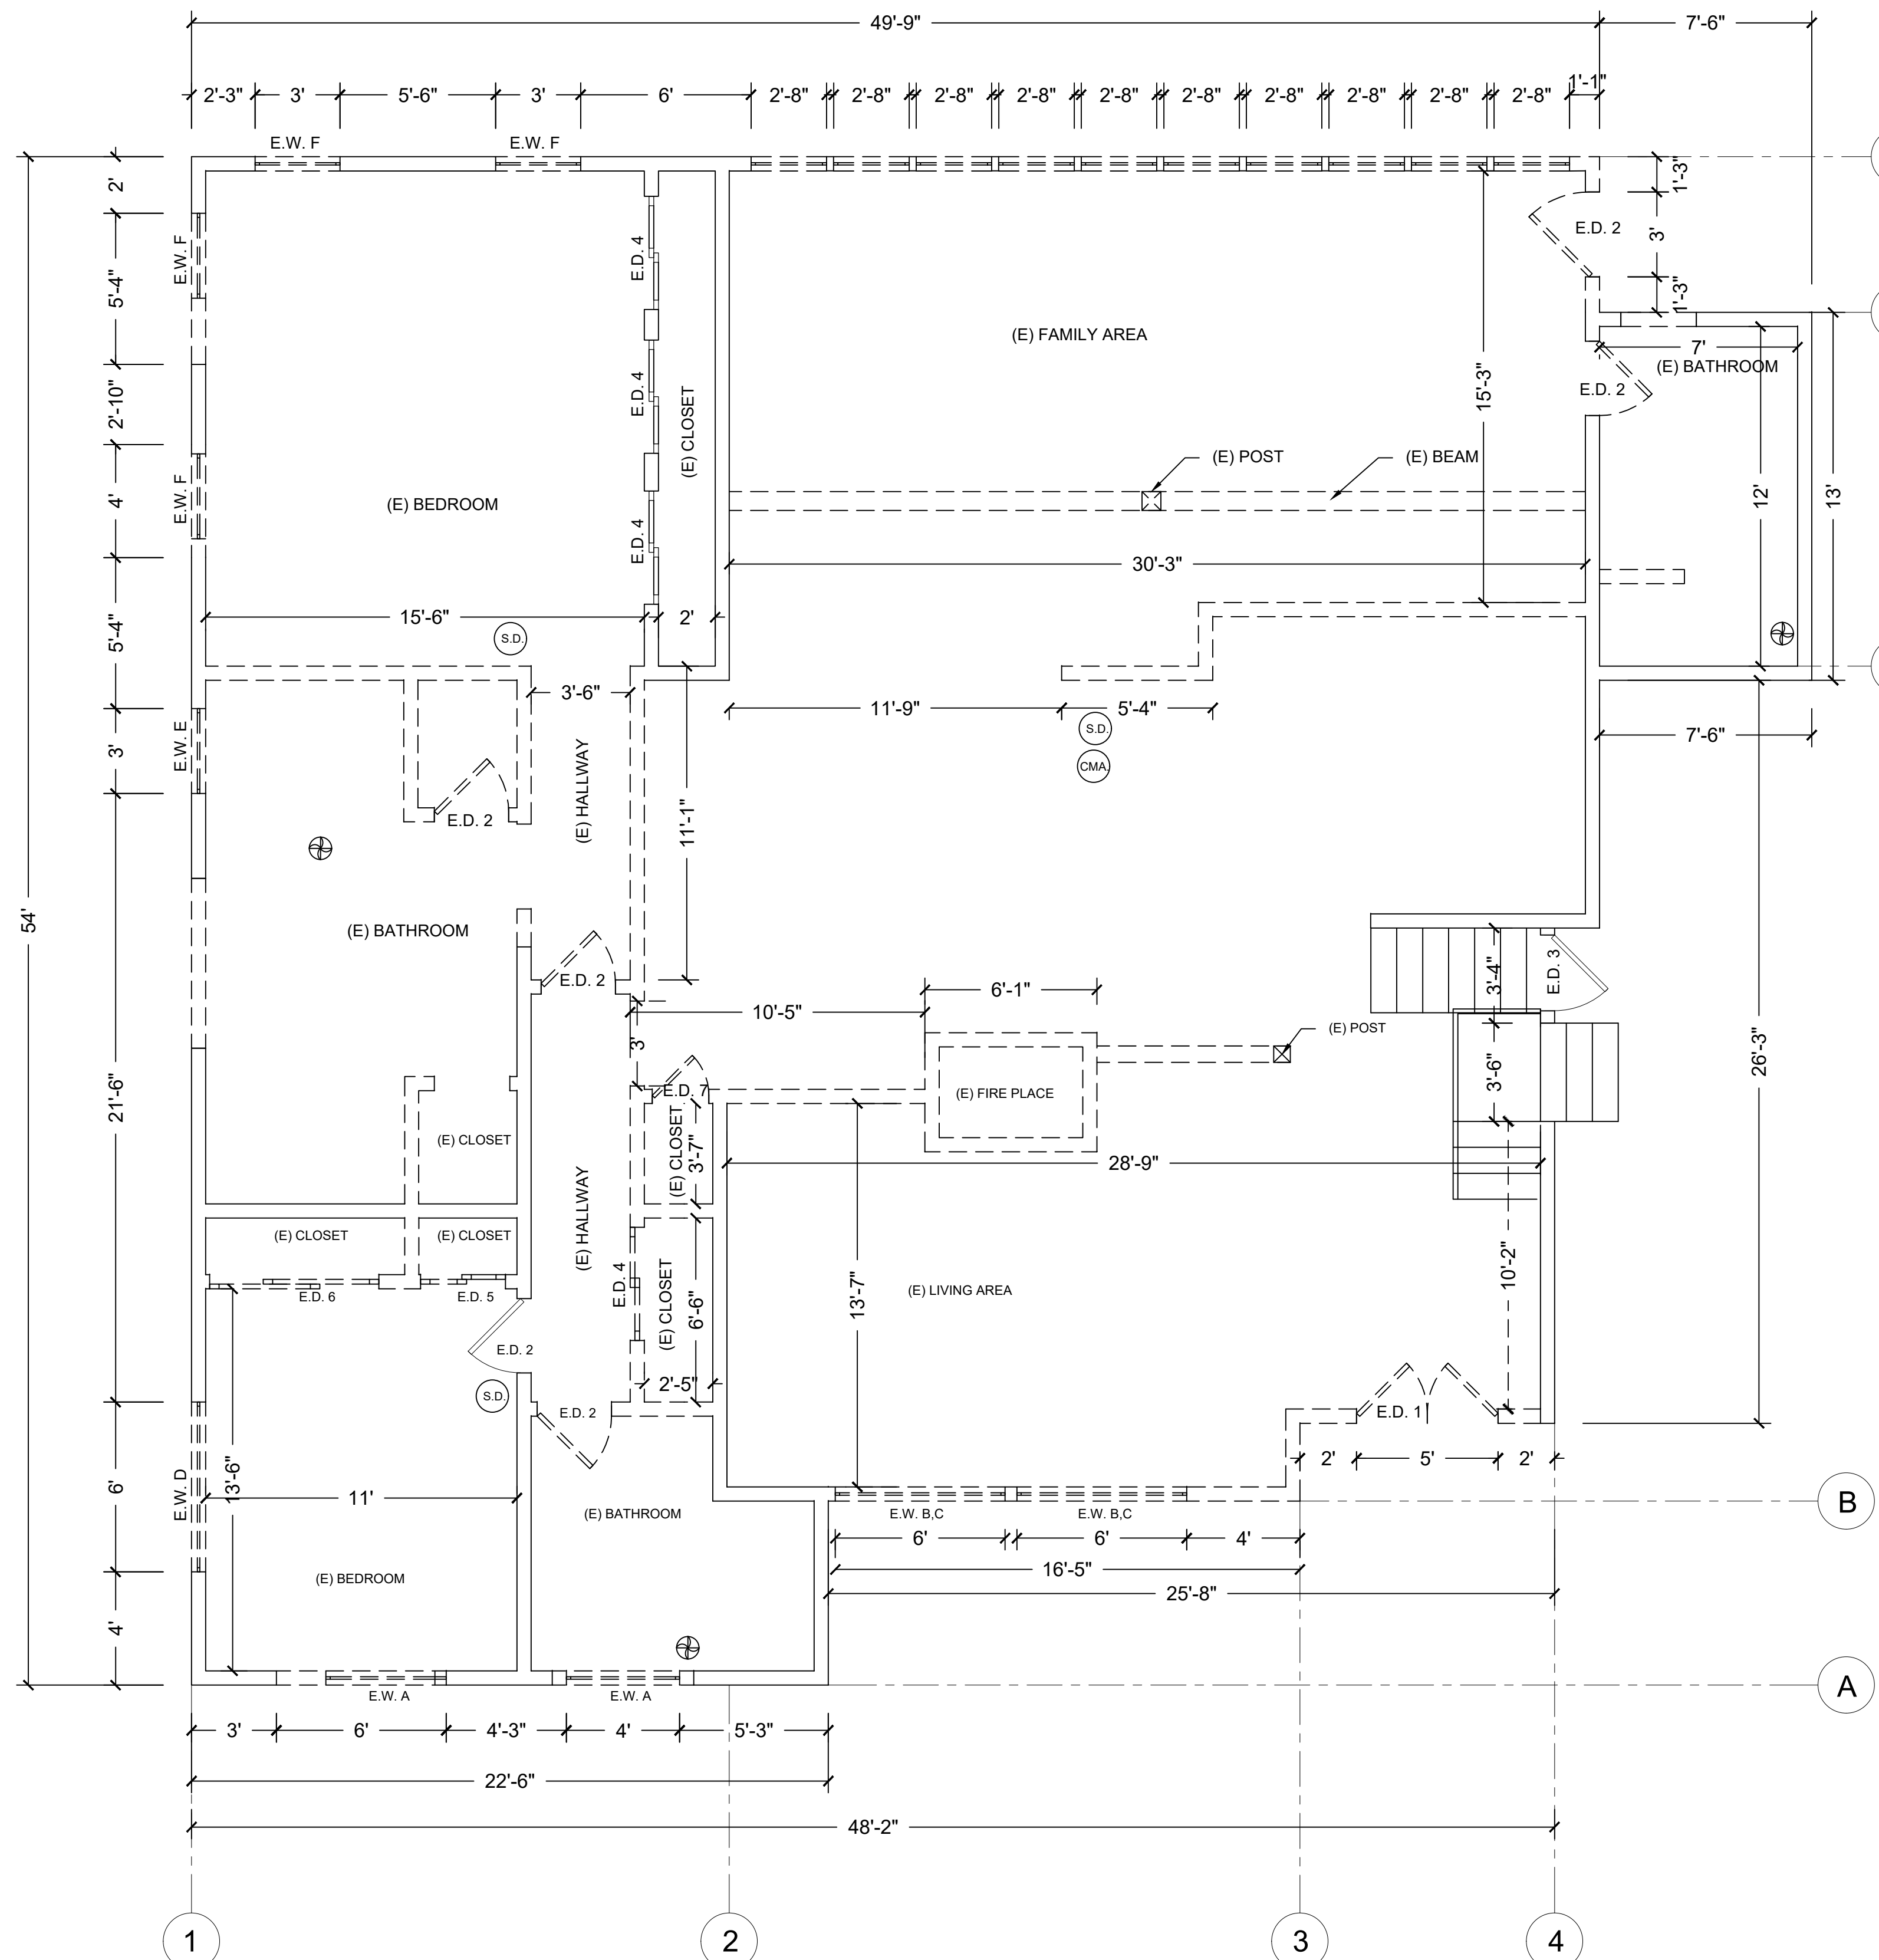 49'-9"
7'-6"
2'-3"
3'
5'-6"
3'
6'
2'-8"
2'-8"
2'-8"
2'-8"
2'-8"
2'-8"
2'-8"
2'-8"
2'-8"
2'-8"
1'-1"
E.W. F
E.W. F
2'
1'-3"
E.D. 2
3'
E.W. F
E.D. 4
5'-4"
1'-3"
(E) FAMILY AREA
7'
(E) BATHROOM
E.D. 2
15'-3"
E.D. 4
2'-10"
(E) CLOSET
(E) POST
(E) BEAM
E.W. F
4'
(E) BEDROOM
12'
13'
E.D. 4
30'-3"
15'-6"
2'
5'-4"
S.D.
3'-6"
11'-9"
5'-4"
S.D.
7'-6"
E.W. E
3'
CMA.
(E) HALLWAY
E.D. 2
11'-1"
54'
(E) BATHROOM
E.D. 2
E.D. 3
3'-4"
6'-1"
10'-5"
(E) POST
3'
26'-3"
3'-6"
E.D. 7
(E) FIRE PLACE
21'-6"
(E) CLOSET
(E) CLOSET
3'-7"
28'-9"
(E) HALLWAY
(E) CLOSET
(E) CLOSET
10'-2"
E.D. 4
(E) CLOSET
6'-6"
(E) LIVING AREA
13'-7"
E.D. 6
E.D. 5
E.D. 2
2'-5"
S.D.
E.D. 2
E.D. 1
2'
5'
2'
E.W. D
6'
13'-6"
11'
(E) BATHROOM
E.W. B,C
E.W. B,C
B
6'
6'
4'
16'-5"
(E) BEDROOM
25'-8"
4'
E.W. A
E.W. A
A
3'
6'
4'-3"
4'
5'-3"
22'-6"
48'-2"
1
2
3
4